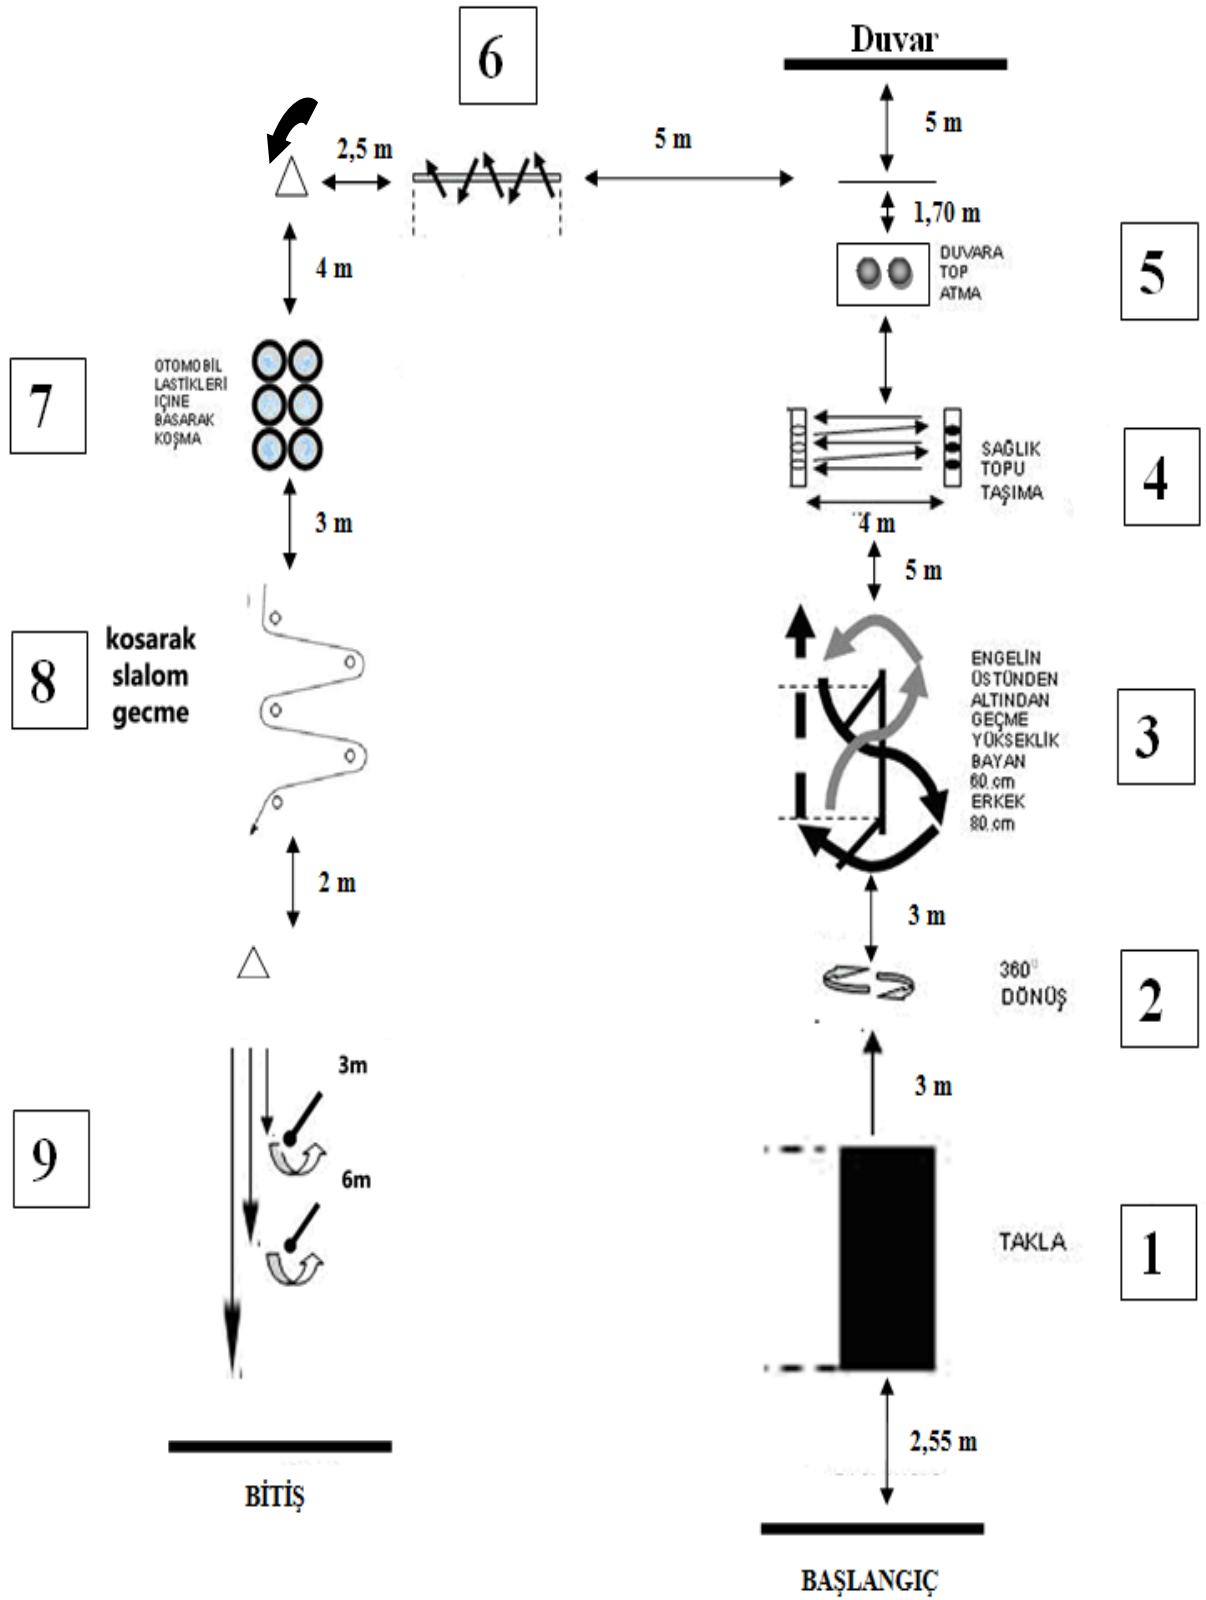 6
Duvar
5 m
2,5 m
5 m
1,70 m
DUVARA
TOP
ATMA
5
4 m
7
OTOMOBİL
LASTİKLERİ
IÇINE
BASARAK
KOŞMA
SAĞLIK
TOPU
TAŞIMA
4
4 m
3 m
5 m
8
kosarak
slalom
gecme
ENGELİN
ÜSTÜNDEN
ALTINDAN
GEÇME
YÜKSEKLİK
BAYAN
60.cm
ERKEK
80.cm
3
2 m
3 m
360°
DÖNÜŞ
2
3m
3 m
9
6m
TAKLA
1
2,55 m
BİTİŞ
BAŞLANGIÇ